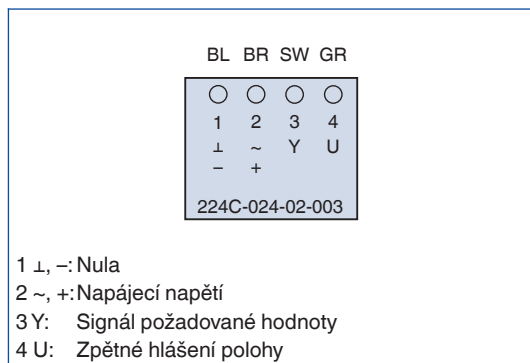 BL BR SW GR
1 2 3 4
⊥ ~ Y U
– +
224C-024-02-003
1 ⊥, –: Nula
2 ~, +: Napájecí napětí
3 Y: Signál požadované hodnoty
4 U: Zpětné hlášení polohy